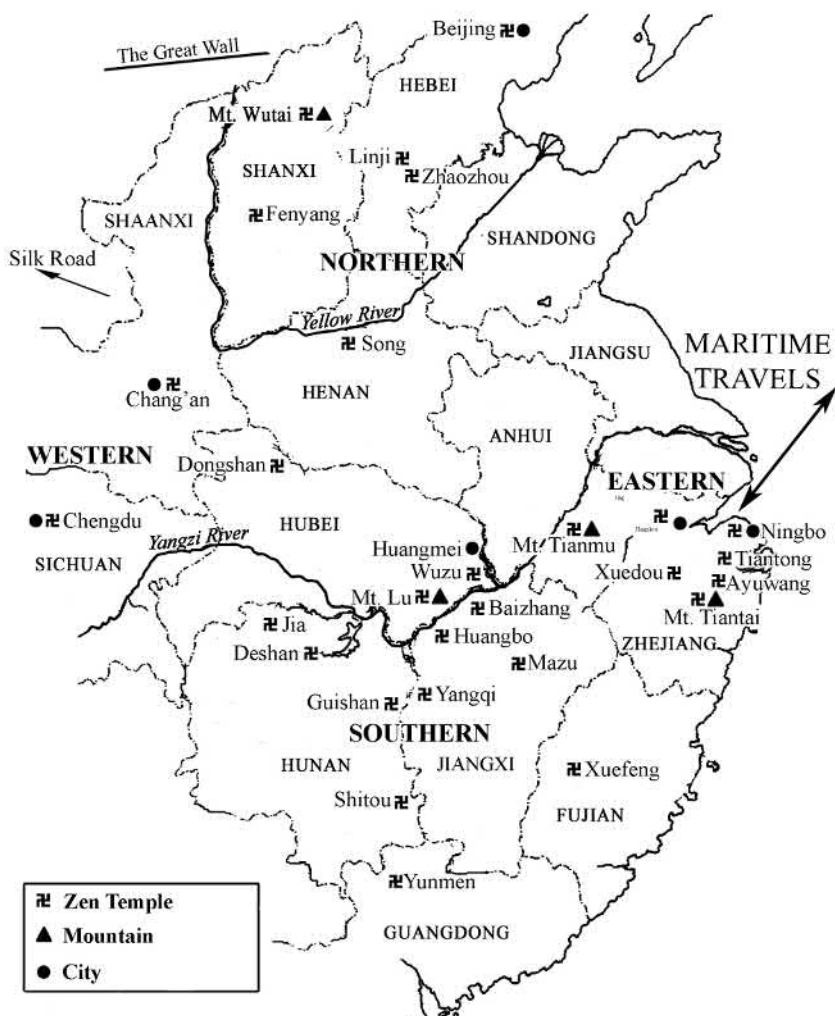 Beijing
The Great Wall
HEBEI
Mt. Wutai
Linji
SHANXI
Zhaozhou
SHAANXI
Fenyang
SHANDONG
Silk Road
NORTHERN
Yellow River
Song
JIANGSU
MARITIME
TRAVELS
HENAN
Chang'an
ANHUI
WESTERN
Dongshan
EASTERN
Chengdu
HUBEI
Yangzi River
Huangmei
Mt. Tianmu
Ningbo
SICHUAN
Wuzu
Xuedou
Tiantong
Ayuwang
Mt. Lu
Baizhang
Mt. Tiantai
Jia
Huangbo
ZHEJIANG
Deshan
Mazu
Guishan
Yangqi
SOUTHERN
HUNAN
JIANGXI
Xuefeng
Shitou
FUJIAN
Yunmen
GUANGDONG
卍 Zen Temple
▲ Mountain
● City